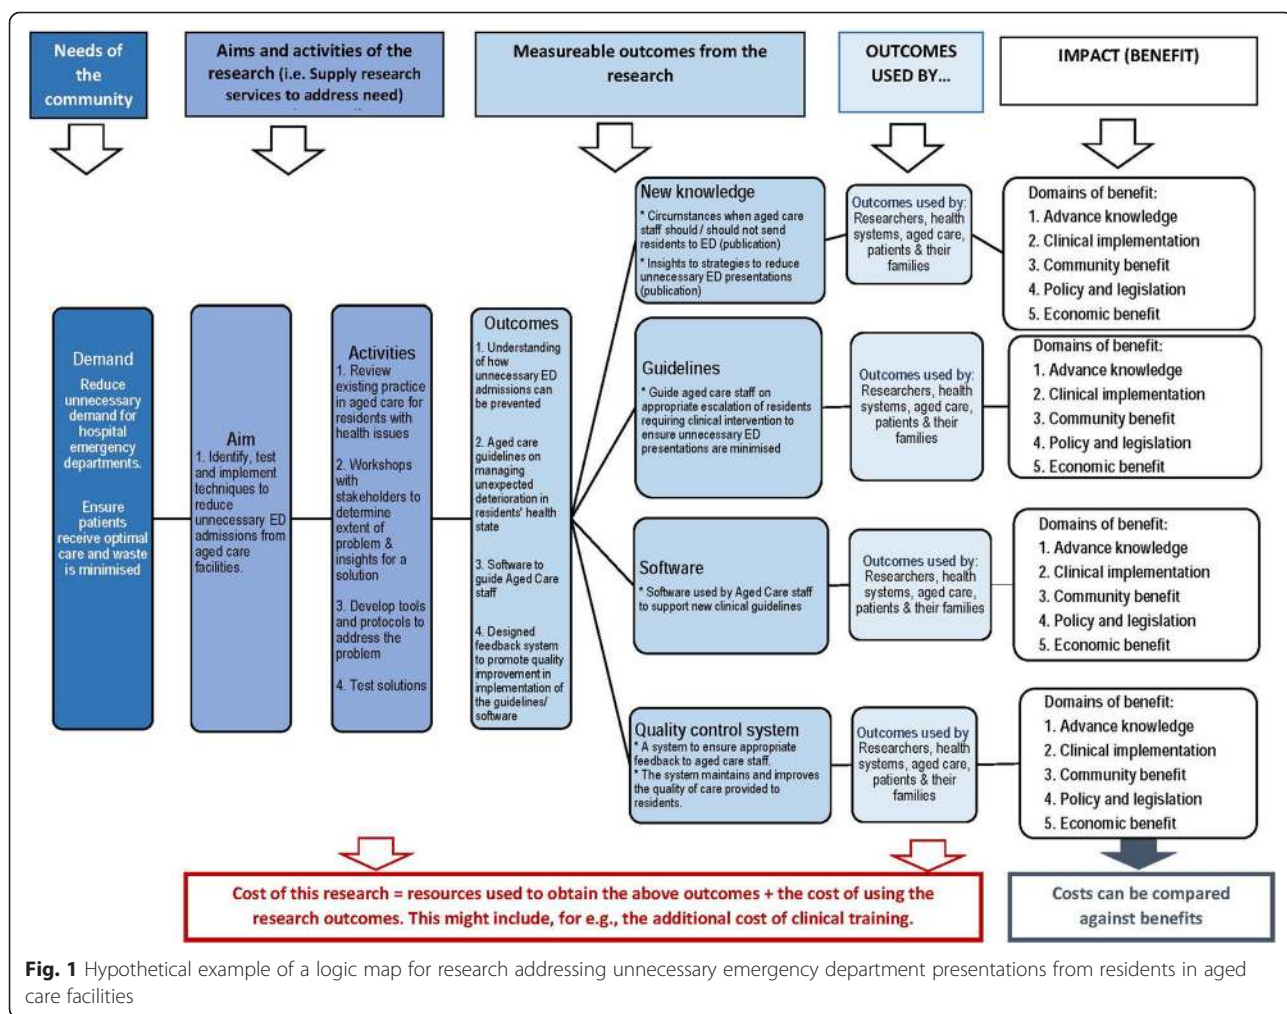 Needs of
the
community
Aims and activities of the
research (i.e. Supply research
services to address need)
Measureable outcomes from the
research
OUTCOMES
USED BY...
IMPACT (BENEFIT)
Demand
Reduce
unnecessary
demand for
hospital
emergency
departments.
Ensure
patients
receive optimal
care and waste
is minimised
Aim
1. Identify, test
and implement
techniques to
reduce
unnecessary ED
admissions from
aged care
facilities.
Activities
1. Review
existing practice
in aged care for
residents with
health issues
2. Workshops
with
stakeholders to
determine
extent of
problem &
insights for a
solution
3. Develop tools
and protocols to
address the
problem
4. Test solutions
Outcomes
1. Understanding
of how
unnecessary ED
admissions can
be prevented
2. Aged care
guidelines on
managing
unexpected
deterioration in
residents' health
state
3. Software to
guide Aged Care
staff
4. Designed
feedback system
to promote quality
improvement in
implementation of
the guidelines/
software
New knowledge
* Circumstances when aged care
staff should / should not send
residents to ED (publication)
* Insights to strategies to reduce
unnecessary ED presentations
(publication)
Outcomes used by:
Researchers, health
systems, aged care,
patients & their
families
Domains of benefit:
1. Advance knowledge
2. Clinical implementation
3. Community benefit
4. Policy and legislation
5. Economic benefit
Guidelines
* Guide aged care staff on
appropriate escalation of residents
requiring clinical intervention to
ensure unnecessary ED
presentations are minimised
Outcomes used by:
Researchers, health
systems, aged care,
patients & their
families
Domains of benefit:
1. Advance knowledge
2. Clinical implementation
3. Community benefit
4. Policy and legislation
5. Economic benefit
Software
* Software used by Aged Care staff
to support new clinical guidelines
Outcomes used by:
Researchers, health
systems, aged care,
patients & their families
Domains of benefit:
1. Advance knowledge
2. Clinical implementation
3. Community benefit
4. Policy and legislation
5. Economic benefit
Quality control system
* A system to ensure appropriate
feedback to aged care staff.
* The system maintains and improves
the quality of care provided to
residents.
Outcomes used by
Researchers, health
systems, aged care,
patients & their
families
Domains of benefit:
1. Advance knowledge
2. Clinical implementation
3. Community benefit
4. Policy and legislation
5. Economic benefit
Cost of this research = resources used to obtain the above outcomes + the cost of using the
research outcomes. This might include, for e.g., the additional cost of clinical training.
Costs can be compared
against benefits
Fig. 1 Hypothetical example of a logic map for research addressing unnecessary emergency department presentations from residents in aged
care facilities